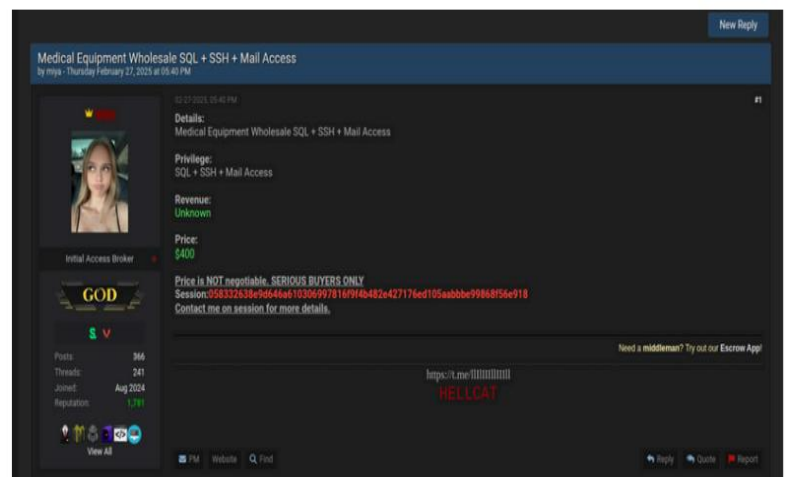 New Reply
Medical Equipment Wholesale SQL + SSH + Mail Access
by miya - Thursday February 27, 2025 at 05:40 PM
02-27-2025, 05:40 PM
#1
Details:
Medical Equipment Wholesale SQL + SSH + Mail Access
Privilege:
SQL + SSH + Mail Access
Revenue:
Unknown
Price:
$400
Price is NOT negotiable. SERIOUS BUYERS ONLY
Session:
Contact me on session for more details.
Initial Access Broker
GOD
Posts: 366
Threads: 241
Joined: Aug 2024
Reputation:
View All
Need a middleman? Try out our Escrow App!
HELLCAT
PM Website Find
Reply Quote Report